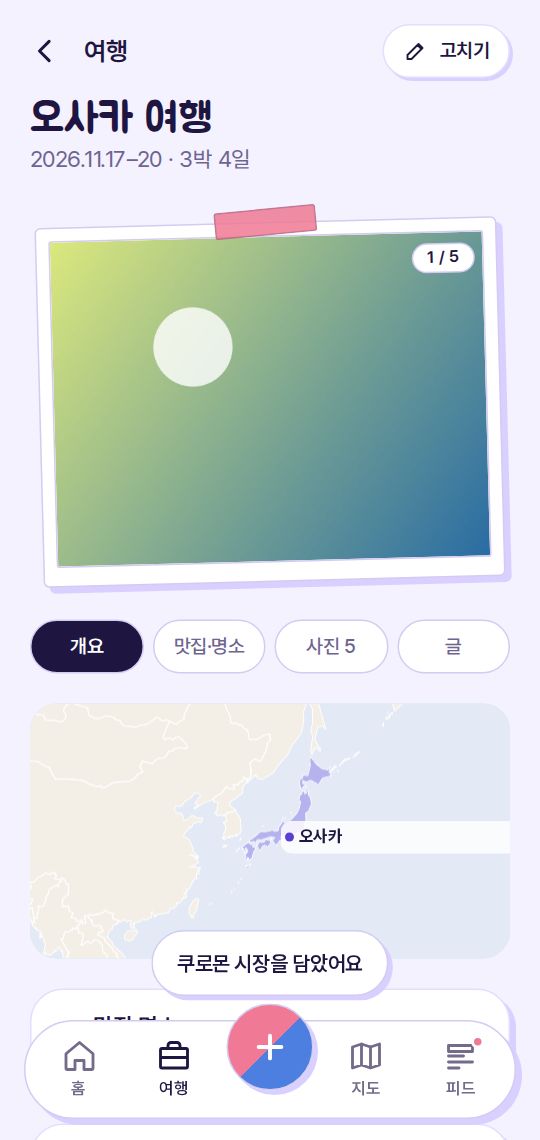 여행
고치기
오사카 여행
2026.11.17–20 · 3박 4일
1 / 5
개요
맛집·명소
사진 5
글
오사카
쿠로몬 시장을 담았어요
홈
여행
지도
피드